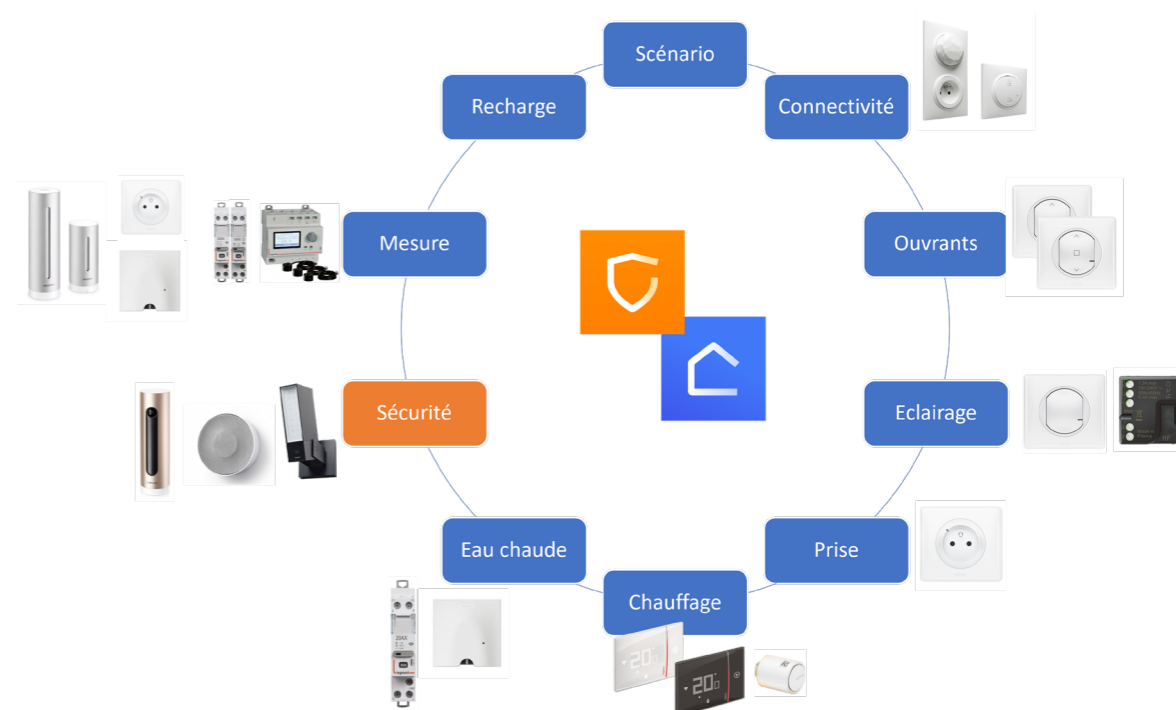 Scénario
Recharge
Connectivité
Mesure
Ouvrants
Sécurité
Eclairage
Eau chaude
Prise
Chauffage
20
20